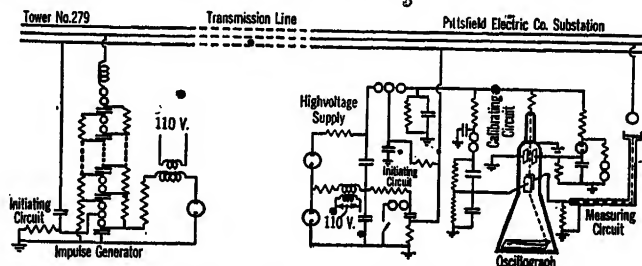 Tower No.279
Transmission Line
Pittsfield Electric Co. Substation
110 V.
Highvoltage
Supply
Calibrating
Circuit
Initiating
Circuit
Initiating
Circuit
110 V.
Measuring
Circuit
Impulse Generator
Oscillograph